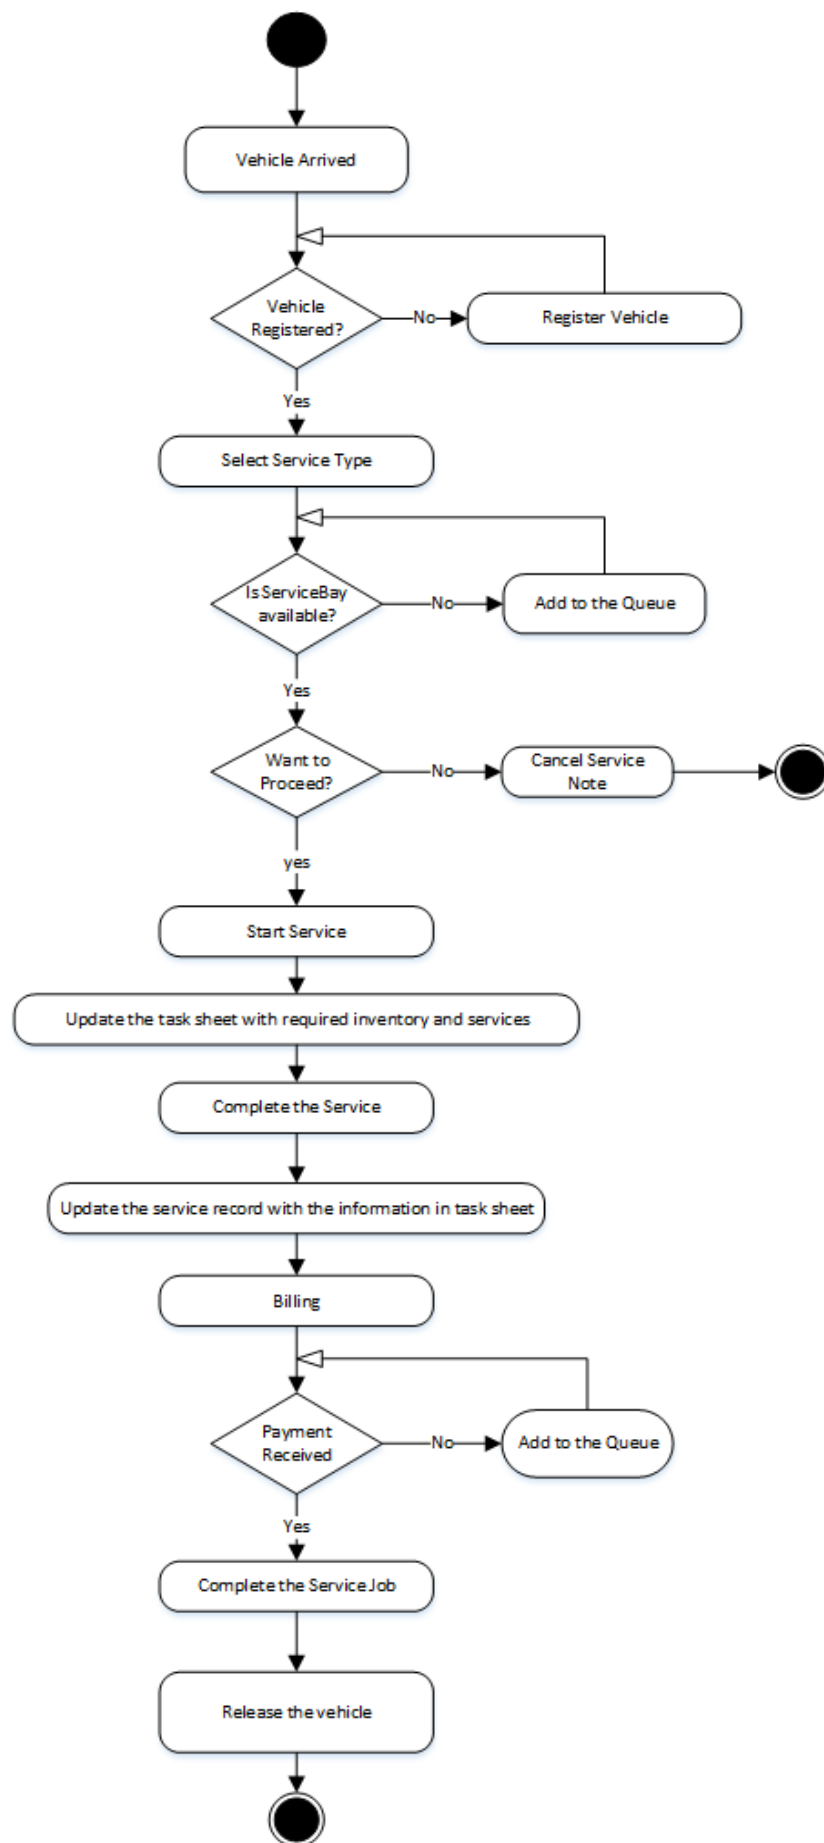 Vehicle Arrived
Vehicle
Registered?
No
Register Vehicle
Yes
Select Service Type
Is ServiceBay
available?
No
Add to the Queue
Yes
Want to
Proceed?
No
Cancel Service
Note
yes
Start Service
Update the task sheet with required inventory and services
Complete the Service
Update the service record with the information in task sheet
Billing
Payment
Received
No
Add to the Queue
Yes
Complete the Service Job
Release the vehicle